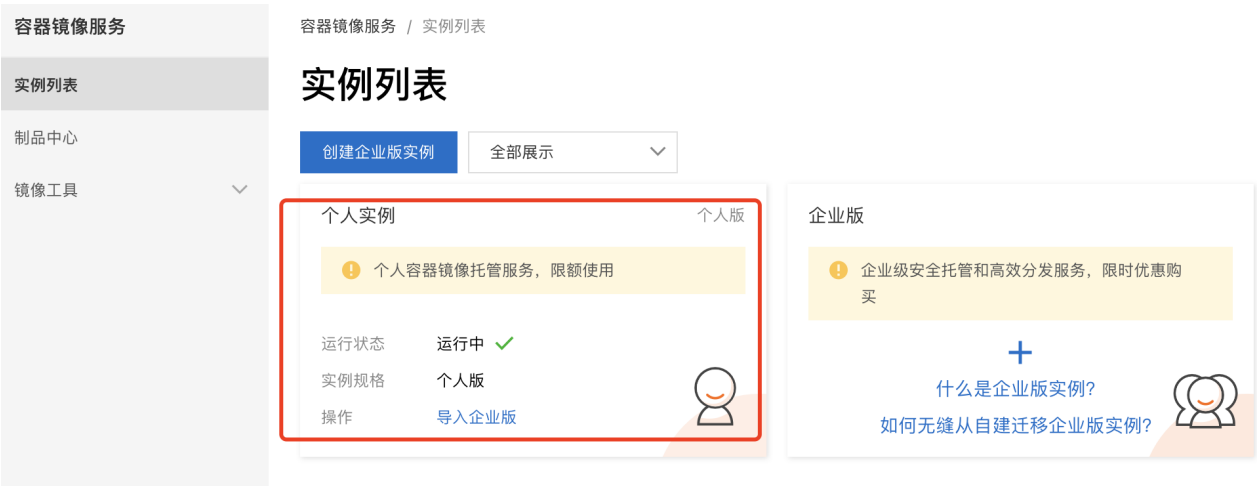 容器镜像服务
实例列表
制品中心
镜像工具
容器镜像服务 / 实例列表
实例列表
创建企业版实例
全部展示
个人实例
个人版
个人容器镜像托管服务，限额使用
运行状态 运行中
实例规格 个人版
操作 导入企业版
企业版
企业级安全托管和高效分发服务，限时优惠购
买
什么是企业版实例?
如何无缝从自建迁移企业版实例?